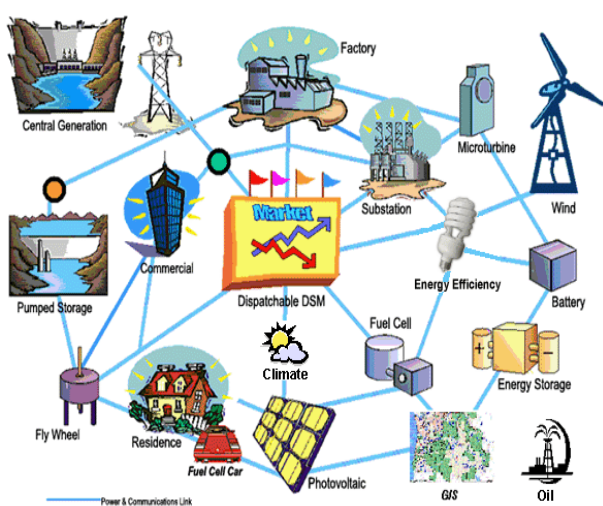 Factory
Central Generation
Microturbine
Market
Substation
Wind
Commercial
Energy Efficiency
Pumped Storage
Dispatchable DSM
Battery
Fuel Cell
Climate
+
−
Energy Storage
Fly Wheel
Residence
Fuel Cell Car
Photovoltaic
GIS
Oil
Power & Communications Link